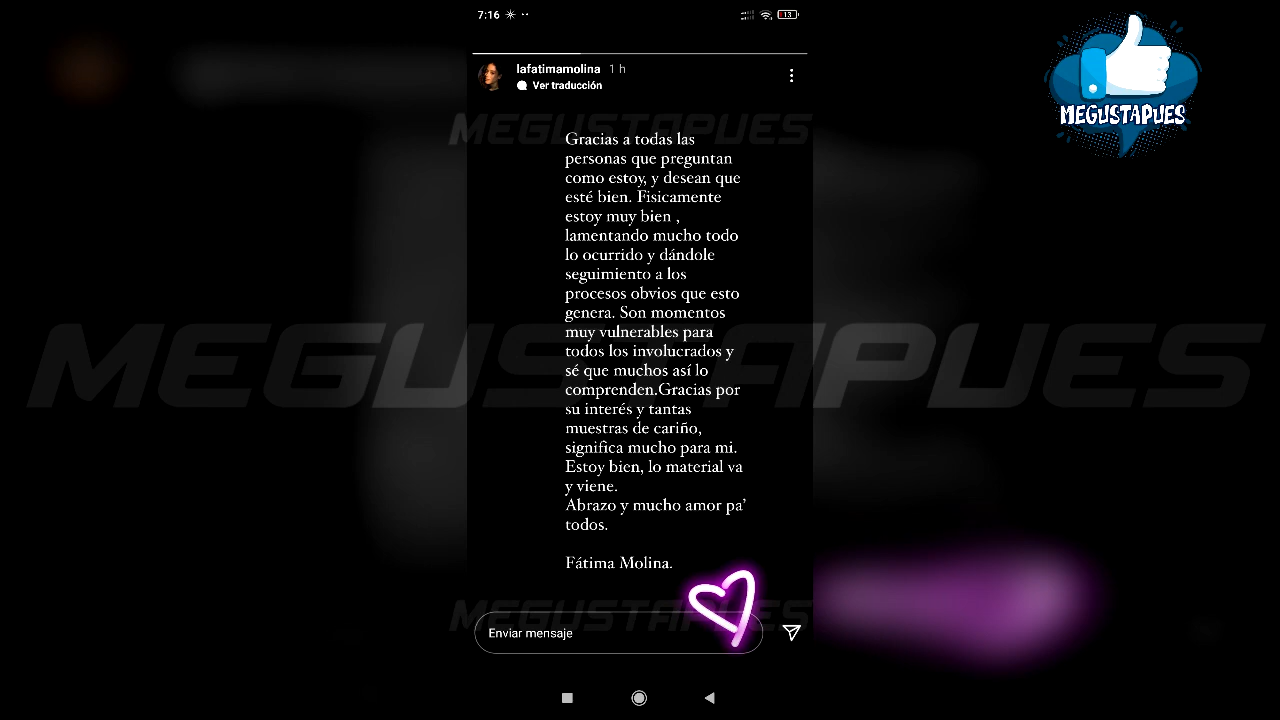 7:16
13
lafatimamolina 1 h
Ver traducción
MEGUSTAPUES
MEGUSTAPUES
Gracias a todas las
personas que preguntan
como estoy, y desean que
esté bien. Fisicamente
estoy muy bien ,
lamentando mucho todo
lo ocurrido y dándole
seguimiento a los
procesos obvios que esto
genera. Son momentos
muy vulnerables para
todos los involucrados y
sé que muchos así lo
comprenden.Gracias por
su interés y tantas
muestras de cariño,
significa mucho para mi.
Estoy bien, lo material va
y viene.
Abrazo y mucho amor pa’
todos.
Fátima Molina.
MEGUSTAPUES
MEGUSTAPUES
Enviar mensaje